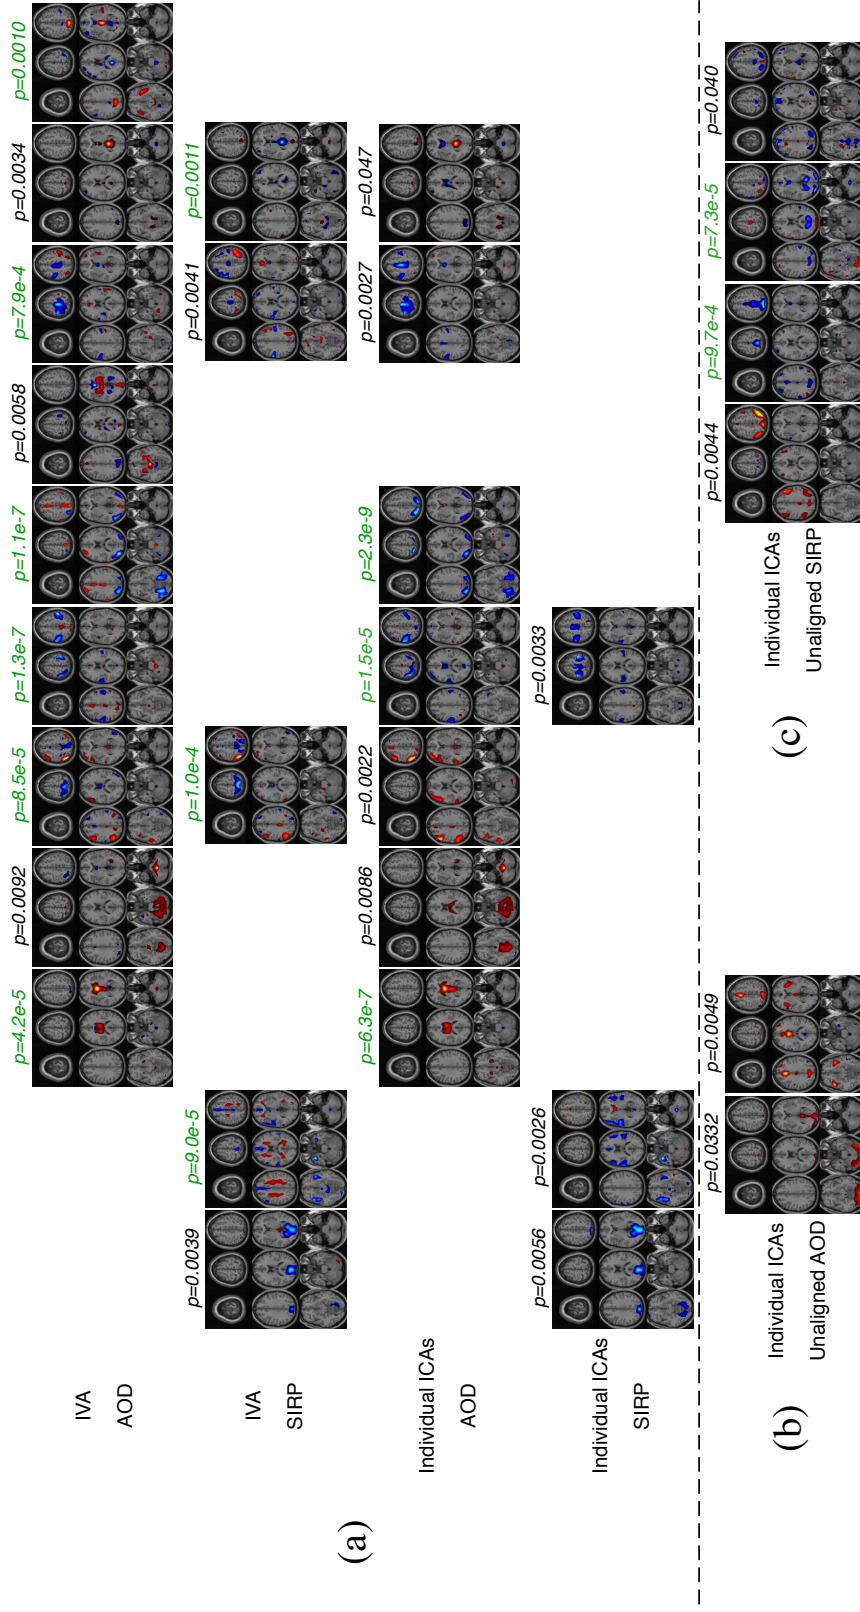 (a)
IVA
AOD
p=4.2e-5 p=0.0092 p=8.5e-5 p=1.3e-7 p=1.1e-7 p=0.0058 p=7.9e-4 p=0.0034 p=0.0010
IVA
SIRP
p=0.0039 p=9.0e-5 p=1.0e-4 p=0.0041 p=0.0011
Individual ICAs
AOD
p=6.3e-7 p=0.0086 p=0.0022 p=1.5e-5 p=2.3e-9 p=0.0027 p=0.047
Individual ICAs
SIRP
p=0.0056 p=0.0026 p=0.0033
(b)
Individual ICAs
Unaligned AOD
p=0.0332 p=0.0049
(c)
Individual ICAs
Unaligned SIRP
p=0.0044 p=9.7e-4 p=7.3e-5 p=0.040